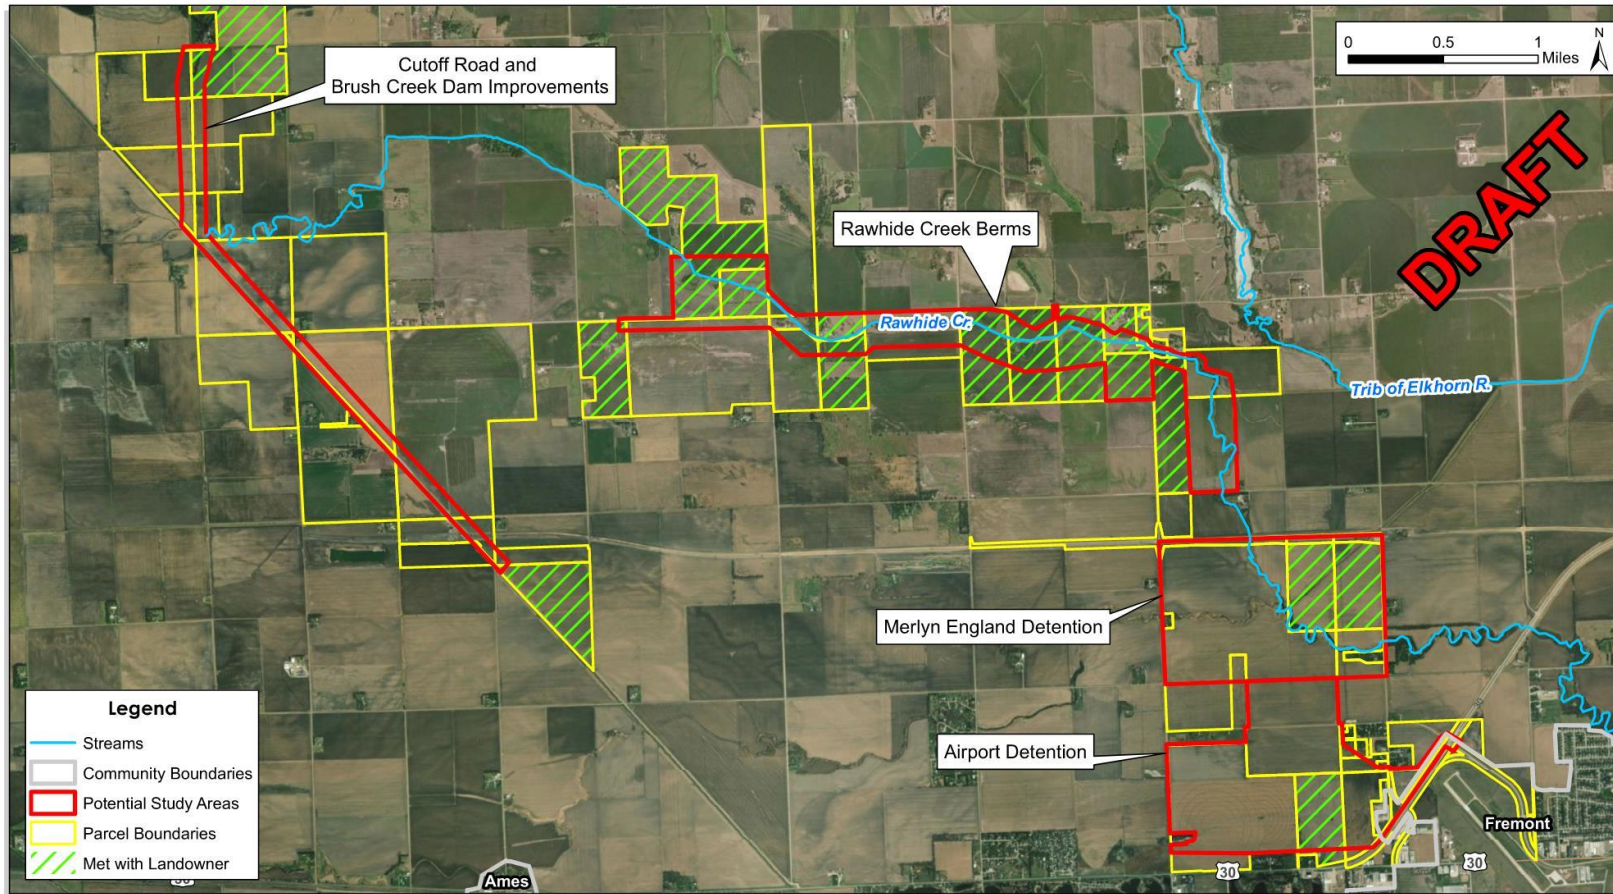 Cutoff Road and
Brush Creek Dam Improvements
0 0.5 1
Miles
N
DRAFT
Rawhide Creek Berms
Rawhide Cr.
Trib of Elkhorn R.
Merlyn England Detention
Airport Detention
Legend
Streams
Community Boundaries
Potential Study Areas
Parcel Boundaries
Met with Landowner
Fremont
30
30
Ames